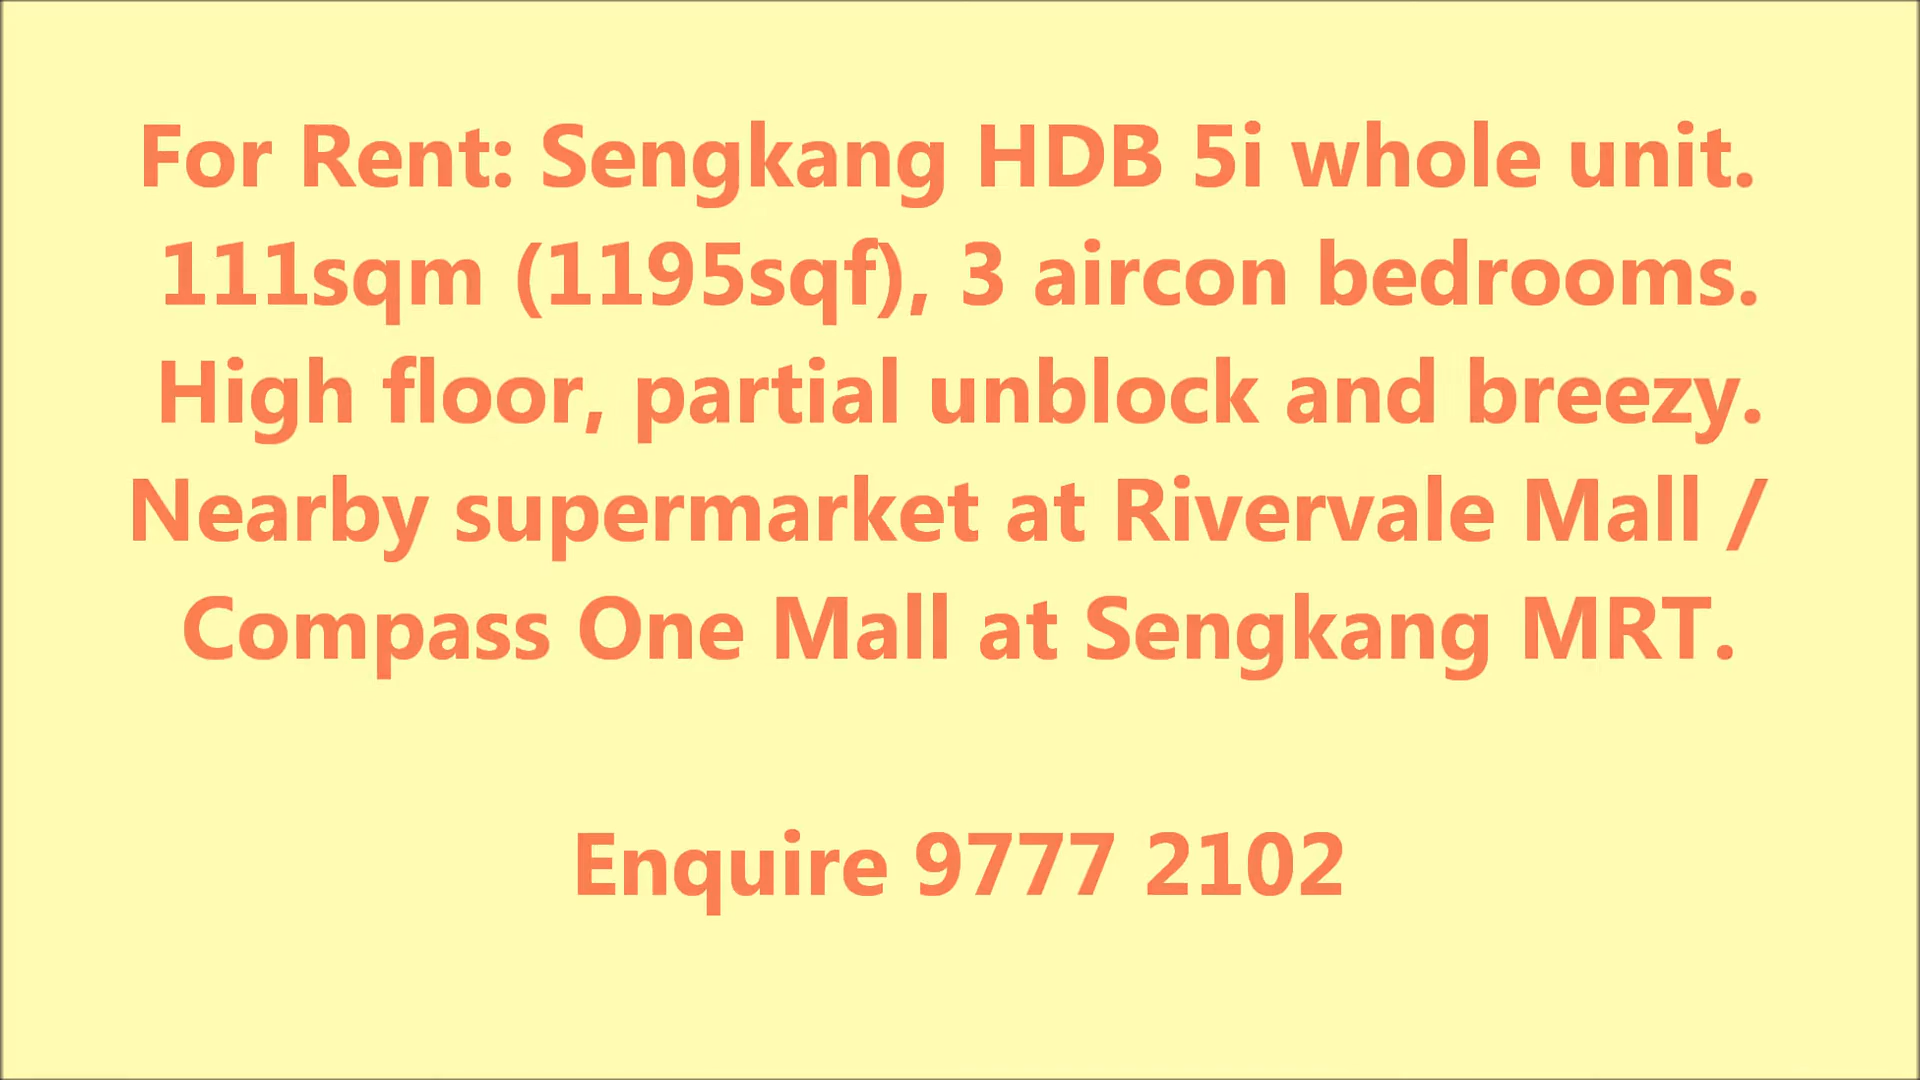 For Rent: Sengkang HDB 5i whole unit.
111sqm (1195sqf), 3 aircon bedrooms.
High floor, partial unblock and breezy.
Nearby supermarket at Rivervale Mall /
Compass One Mall at Sengkang MRT.
Enquire 9777 2102